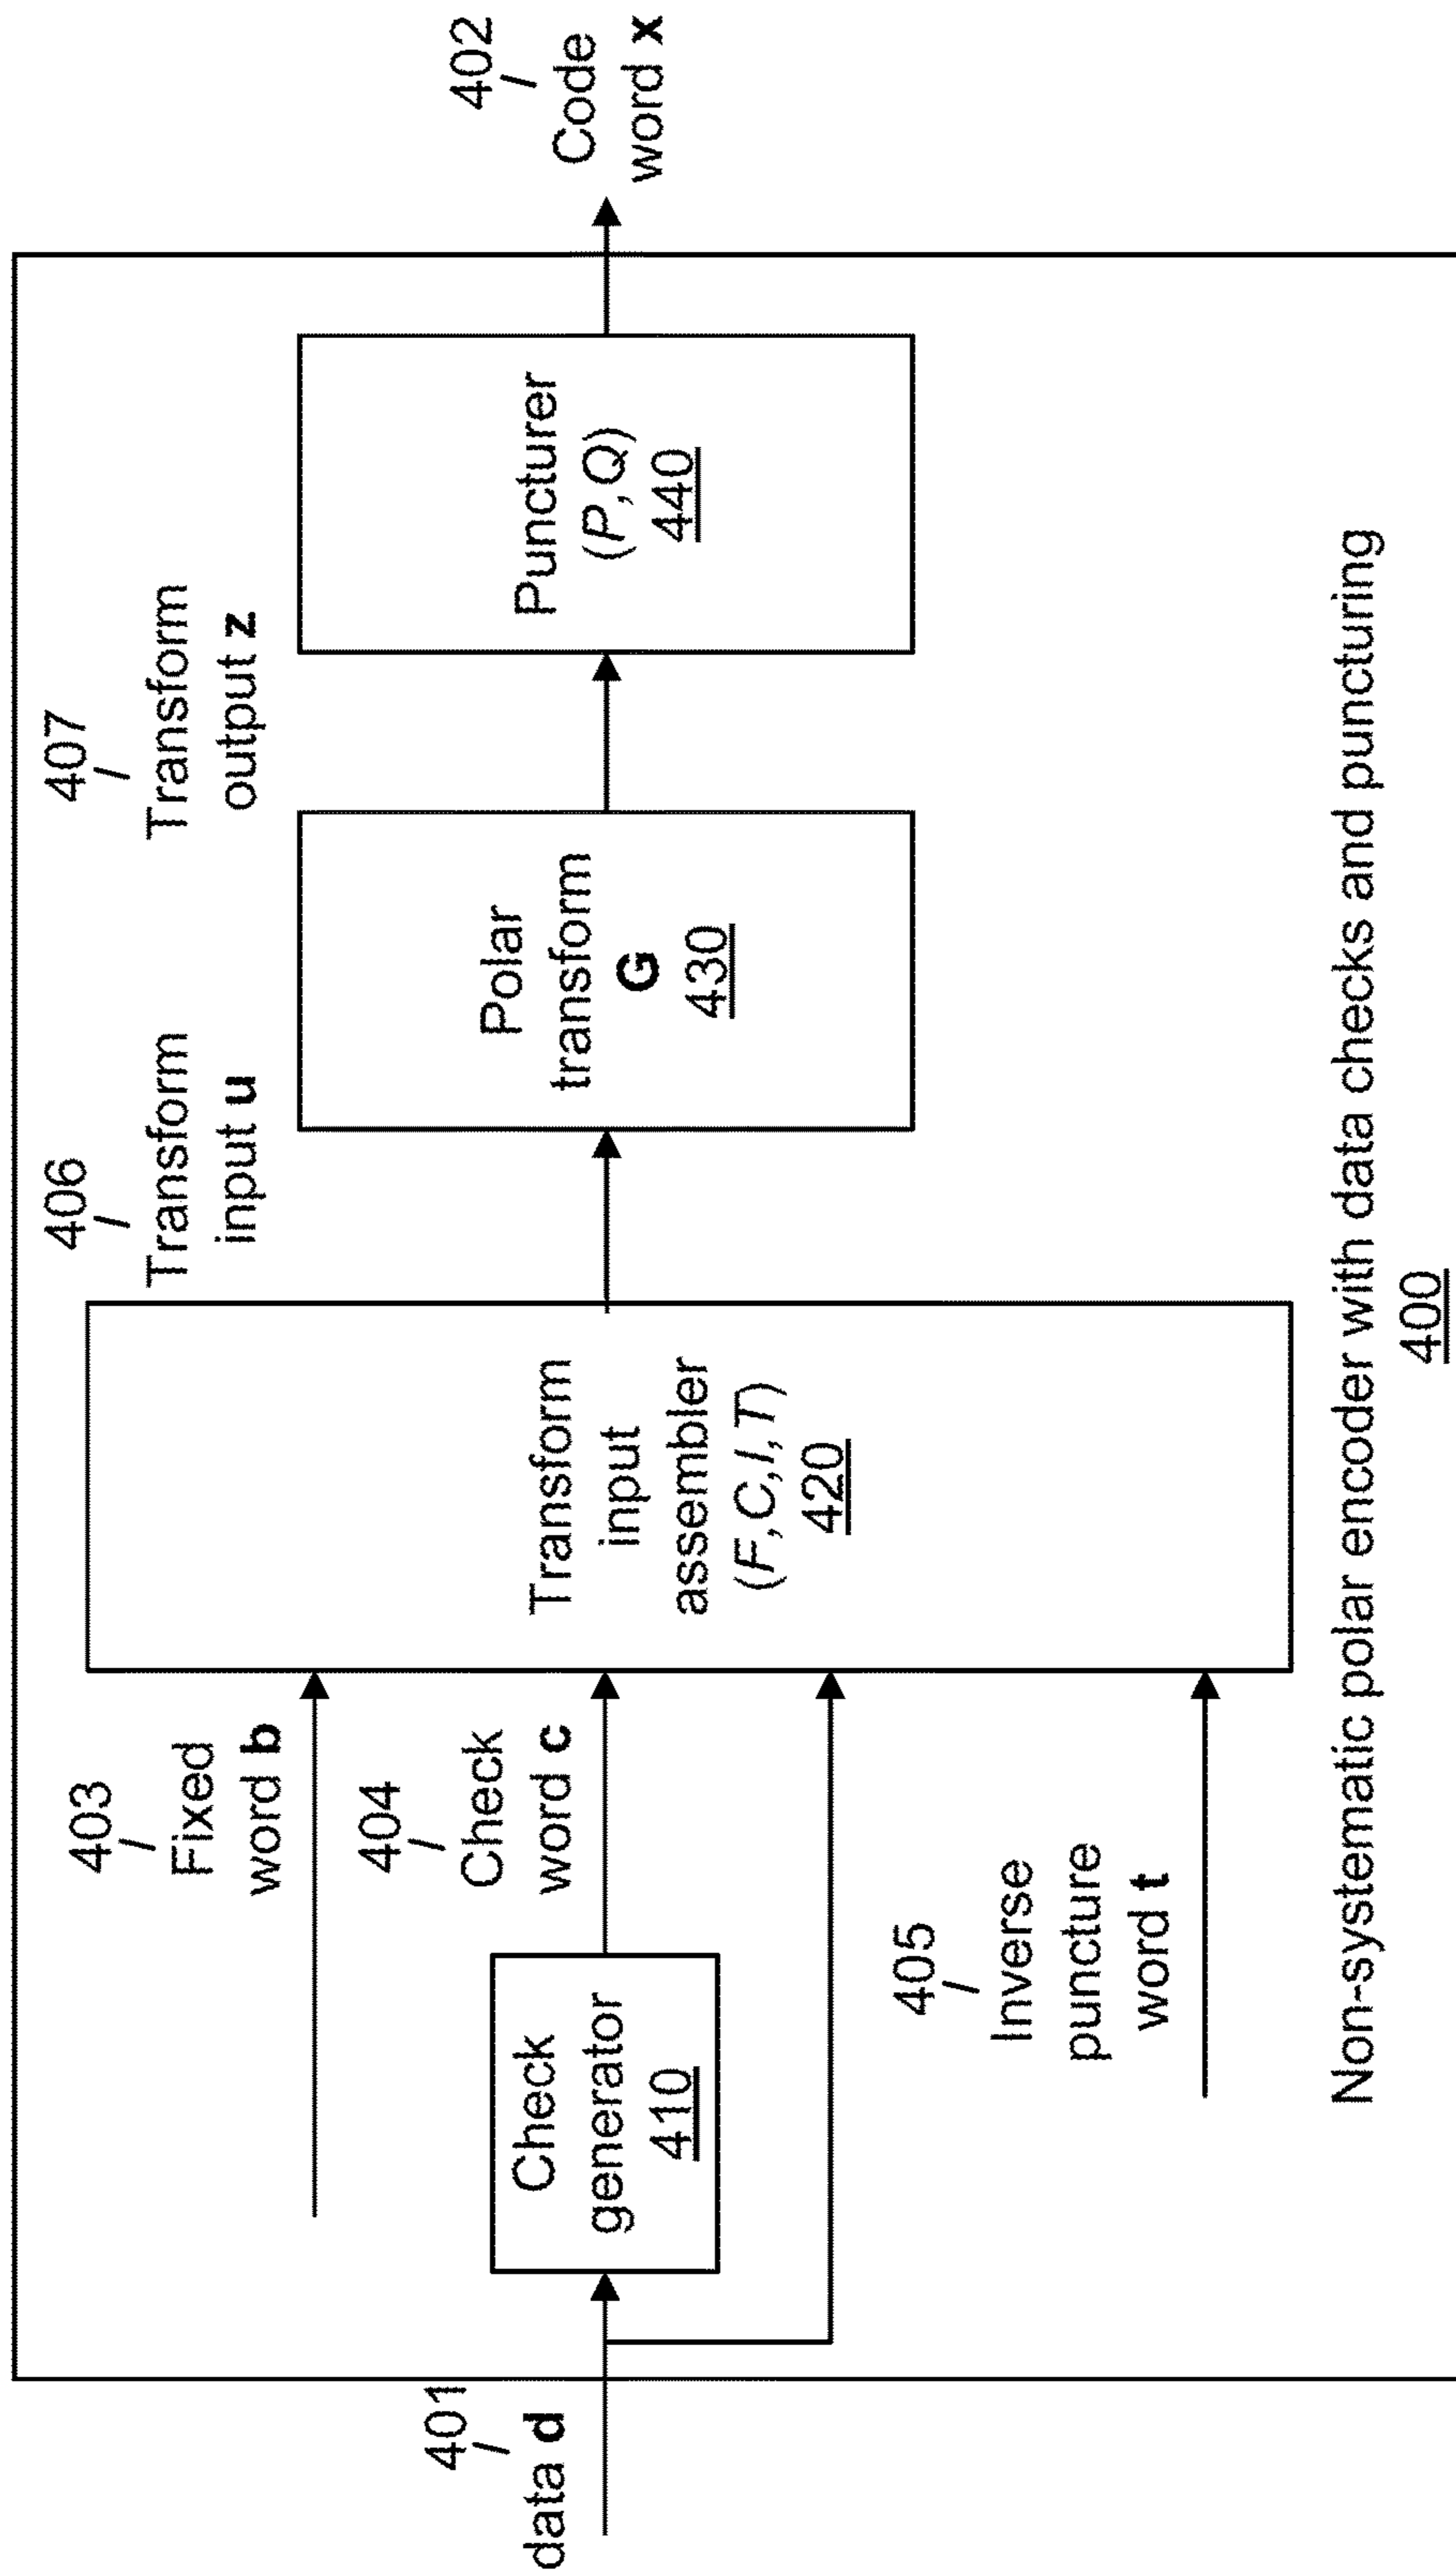 401
data d
403
Fixed
word b
404
Check
word c
Check
generator
410
405
Inverse
puncture
word t
Transform
input
assembler
(F,C,I,T)
420
406
Transform
input u
Polar
transform
G
430
407
Transform
output z
Puncturer
(P,Q)
440
402
Code
word x
Non-systematic polar encoder with data checks and puncturing
400